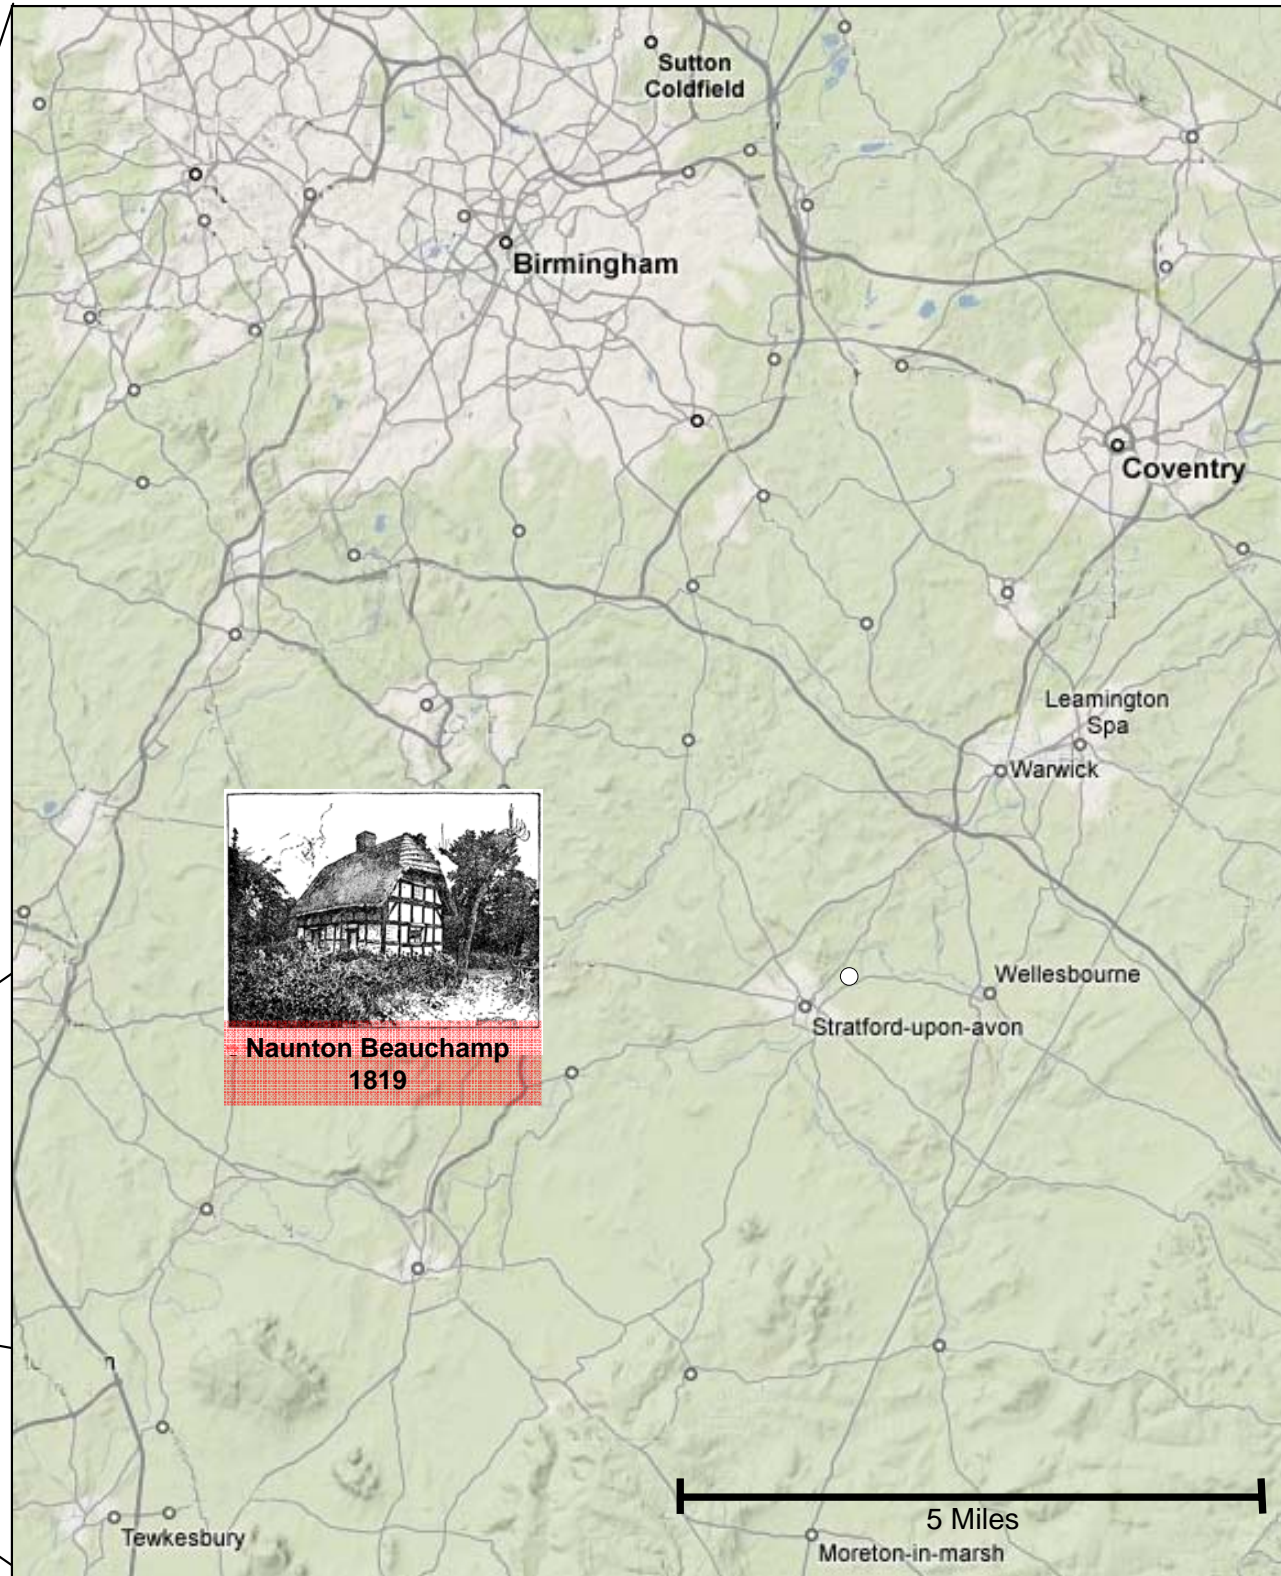 Sutton
Coldfield
Birmingham
Coventry
Leamington
Spa
Warwick
Wellesbourne
Stratford-upon-avon
Naunton Beauchamp
1819
5 Miles
Tewkesbury
Moreton-in-marsh